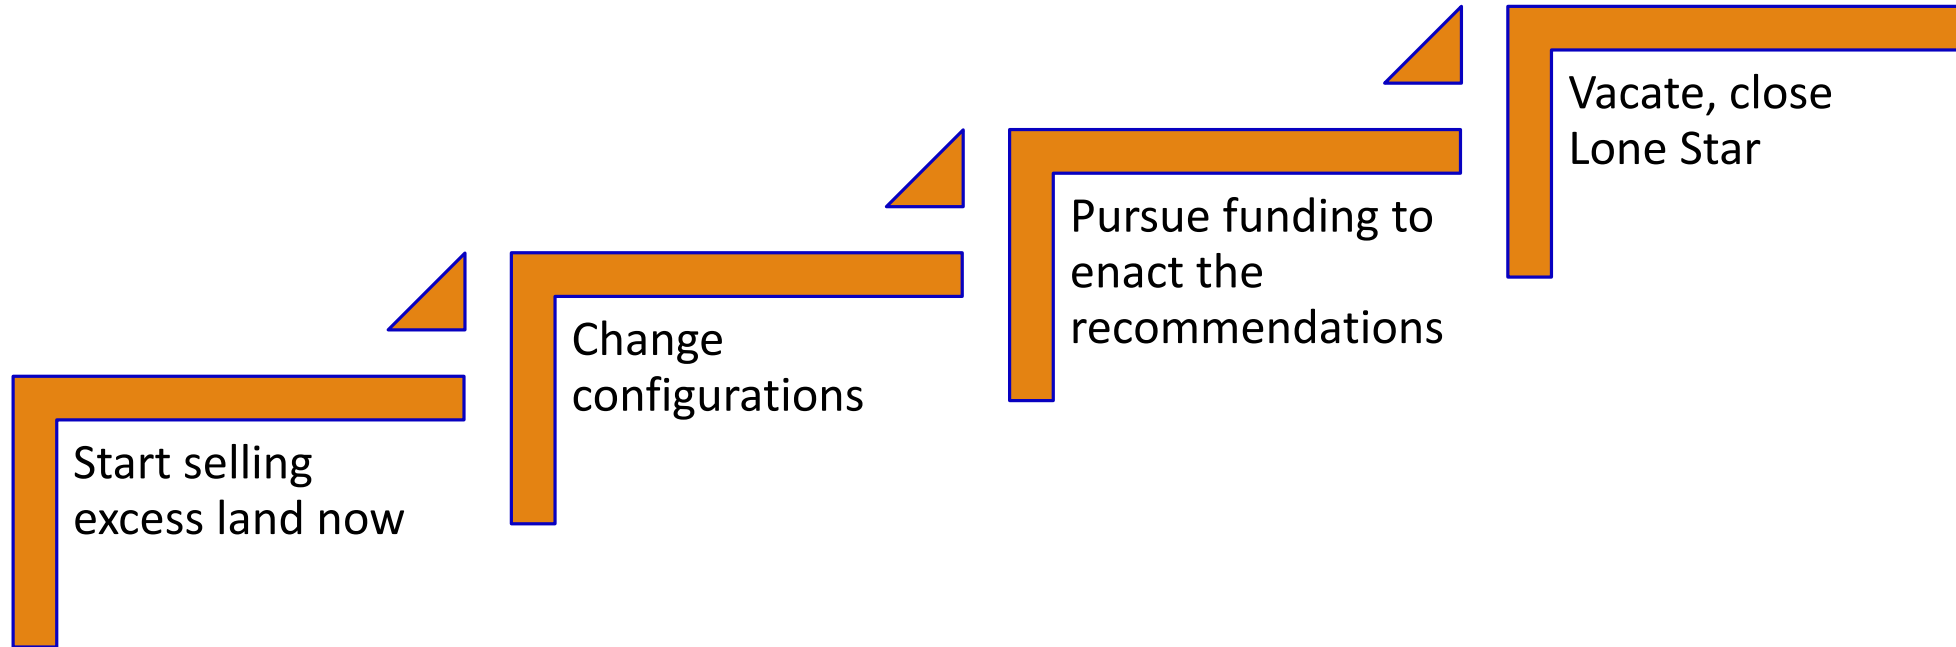 Start selling
excess land now
Change
configurations
Pursue funding to
enact the
recommendations
Vacate, close
Lone Star